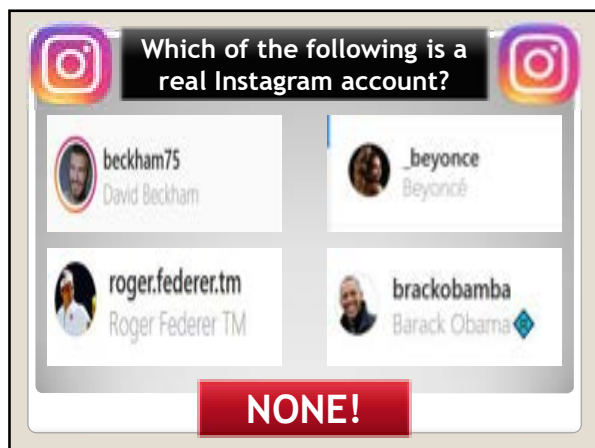 Which of the following is a
real Instagram account?
beckham75
David Beckham
_beyonce
Beyoncé
roger.federer.tm
Roger Federer TM
brackobamba
Barack Obama
NONE!